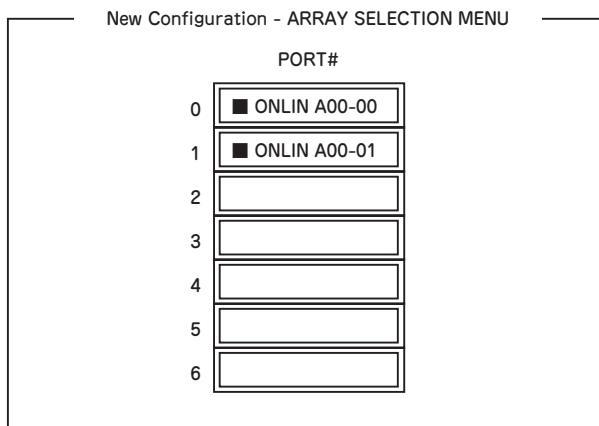 New Configuration - ARRAY SELECTION MENU
PORT#
0 ■ ONLIN A00-00
1 ■ ONLIN A00-01
2
3
4
5
6